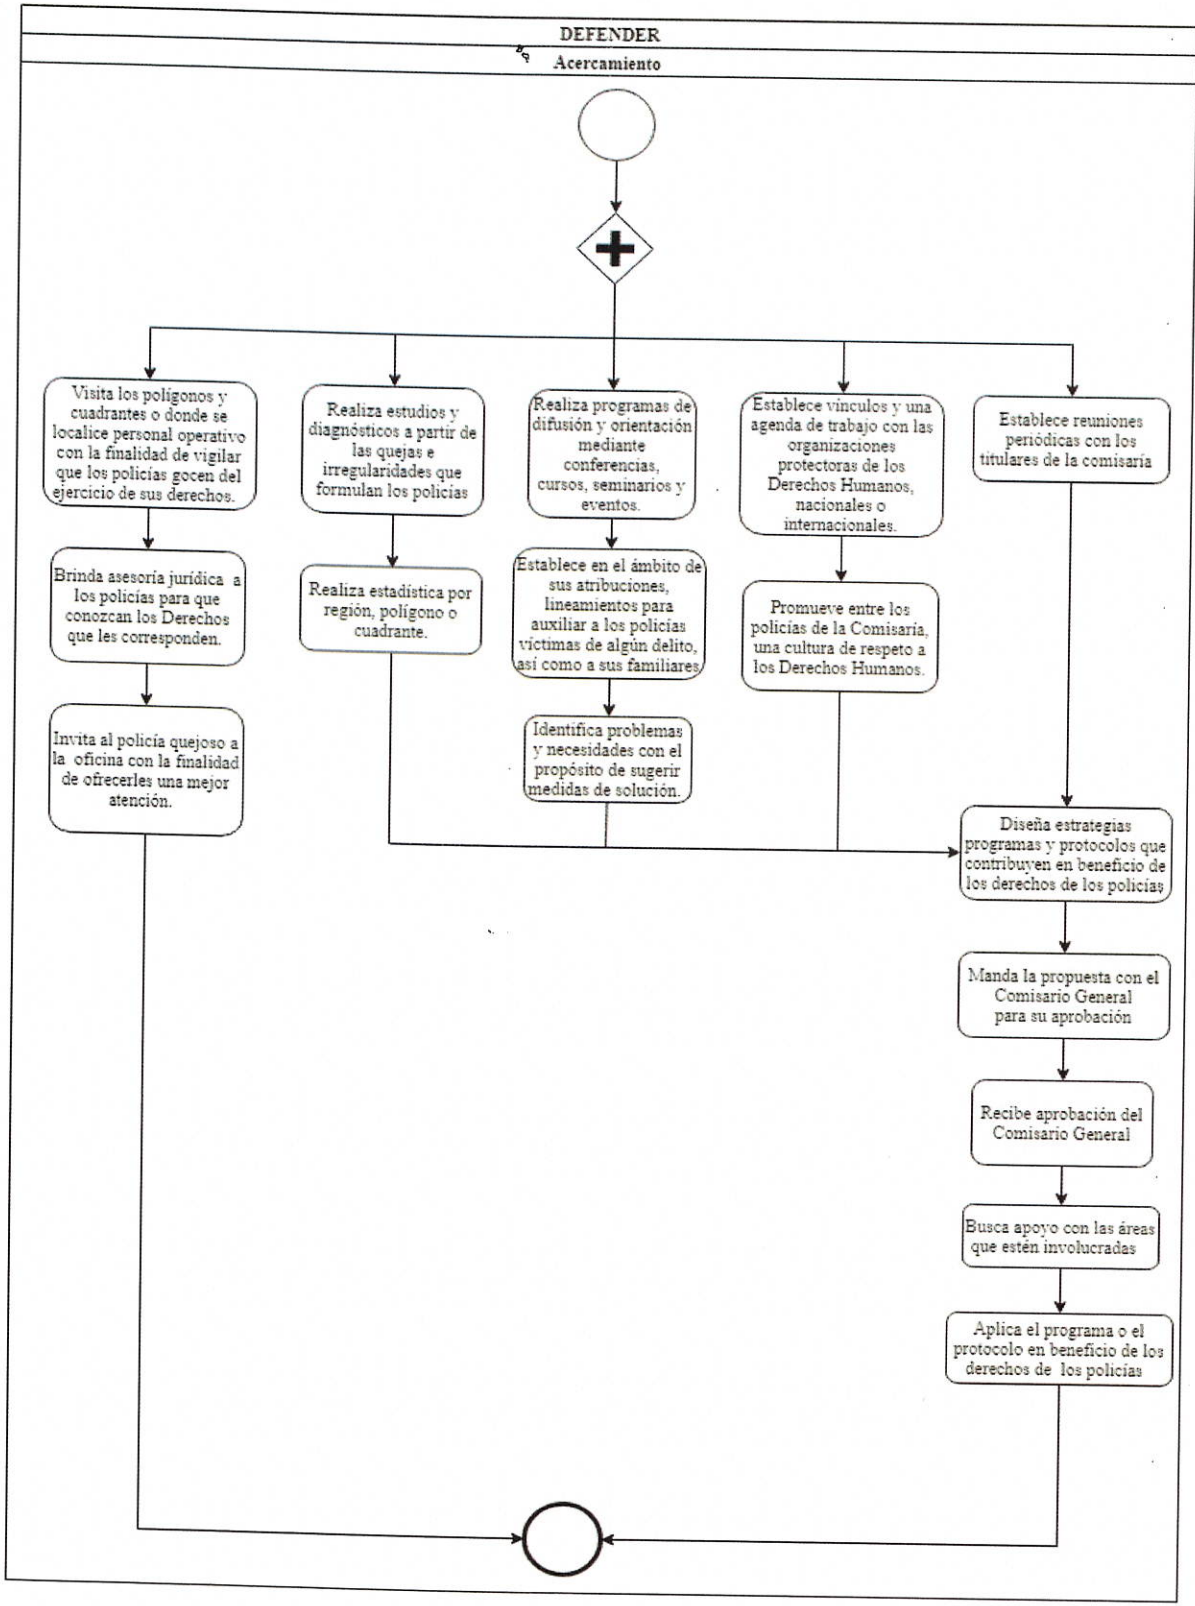 DEFENDER
Acercamiento
Visita los polígonos y
cuadrantes o donde se
localice personal operativo
con la finalidad de vigilar
que los policías gocen del
ejercicio de sus derechos.
Brinda asesoría jurídica a
los policías para que
conozcan los Derechos
que les corresponden.
Invita al policía quejoso a
la oficina con la finalidad
de ofrecerles una mejor
atención.
Realiza estudios y
diagnósticos a partir de
las quejas e
irregularidades que
formulan los policías
Realiza estadística por
región, polígono o
cuadrante.
Realiza programas de
difusión y orientación
mediante
conferencias,
cursos, seminarios y
eventos.
Establece en el ámbito de
sus atribuciones,
lineamientos para
auxiliar a los policías
víctimas de algún delito,
así como a sus familiares
Identifica problemas
y necesidades con el
propósito de sugerir
medidas de solución.
Establece vínculos y una
agenda de trabajo con las
organizaciones
protectoras de los
Derechos Humanos,
nacionales o
internacionales.
Promueve entre los
policías de la Comisaría,
una cultura de respeto a
los Derechos Humanos.
Establece reuniones
periódicas con los
titulares de la comisaría
Diseña estrategias
programas y protocolos que
contribuyen en beneficio de
los derechos de los policías
Manda la propuesta con el
Comisario General
para su aprobación
Recibe aprobación del
Comisario General
Busca apoyo con las áreas
que estén involucradas
Aplica el programa o el
protocolo en beneficio de los
derechos de los policías